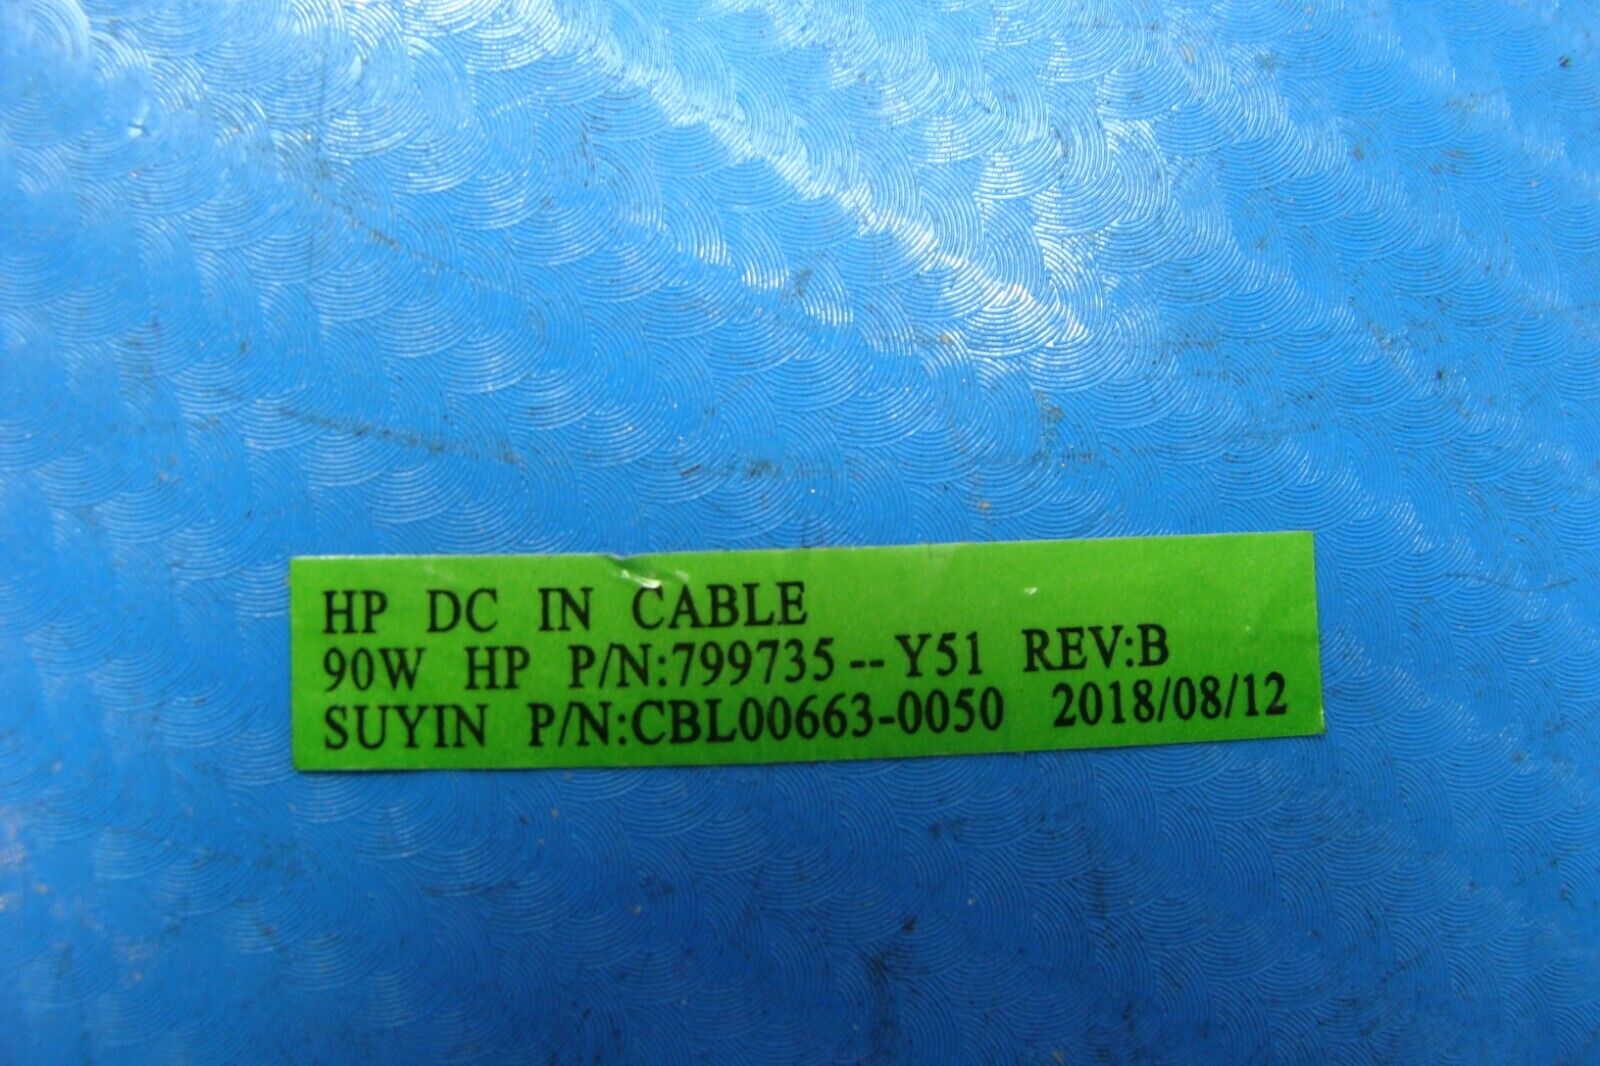 HP DC IN CABLE
90W HP P/N:799735--Y51 REV:B
SUYIN P/N:CBL00663-0050 2018/08/12